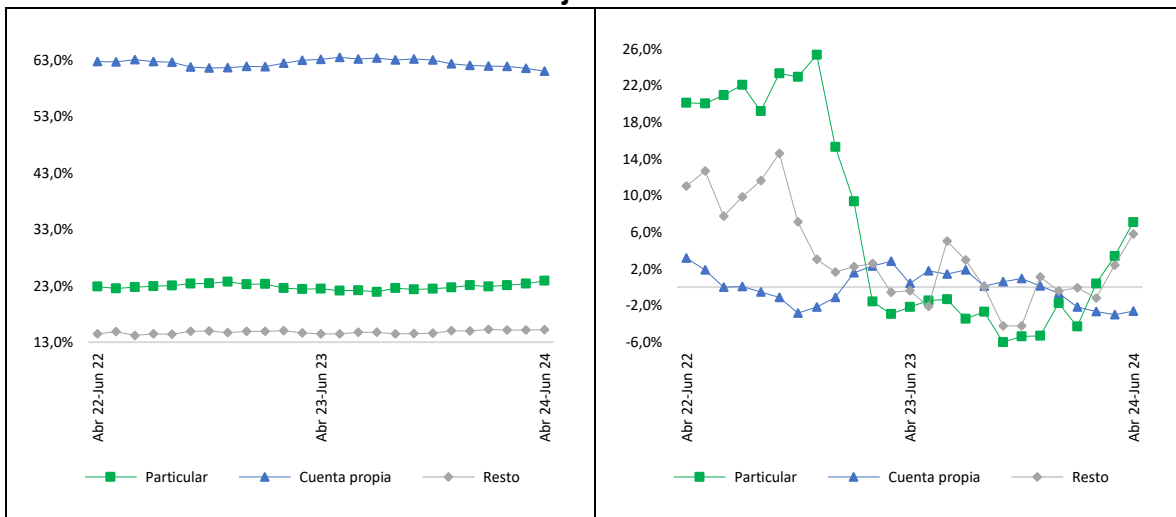 63,0%
53,0%
43,0%
33,0%
23,0%
13,0%
Abr 22-Jun 22
Abr 23-Jun 23
Abr 24-Jun 24
Particular
Cuenta propia
Resto
26,0%
22,0%
18,0%
14,0%
10,0%
6,0%
2,0%
-2,0%
-6,0%
Abr 22-Jun 22
Abr 23-Jun 23
Abr 24-Jun 24
Particular
Cuenta propia
Resto